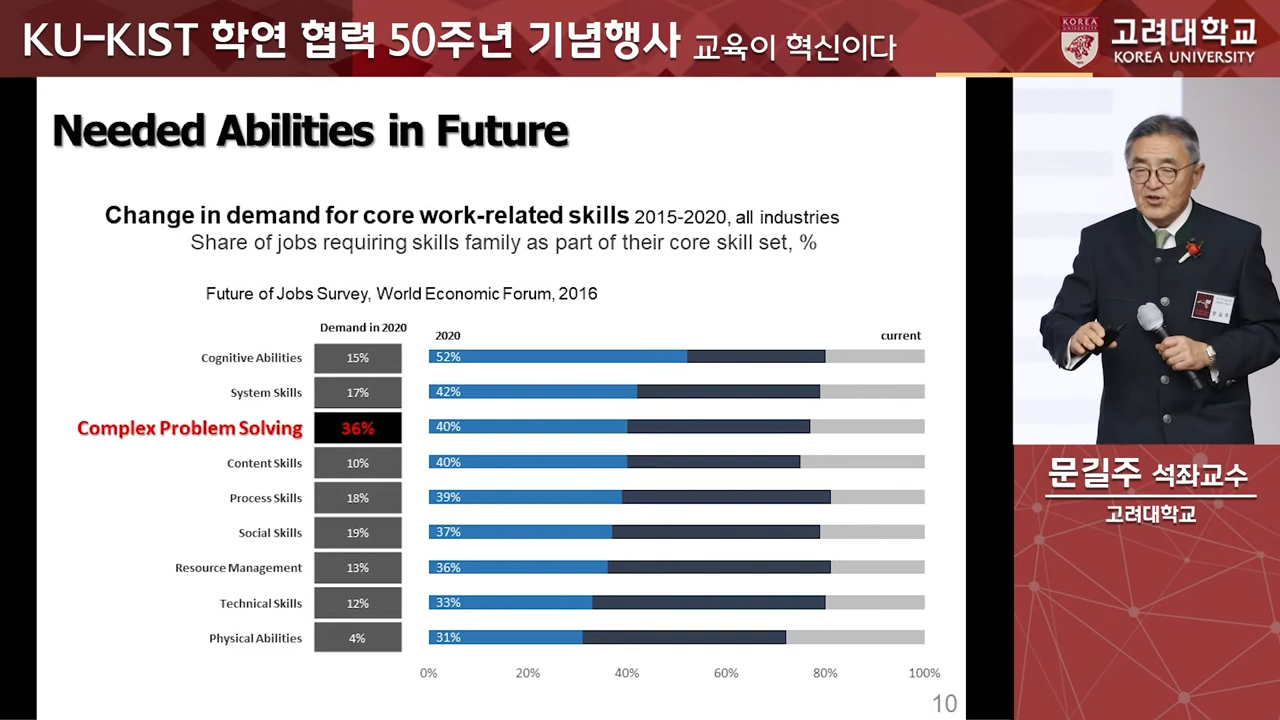 KU-KIST 학연 협력 50주년 기념행사 교육이 혁신이다
KOREA
UNIVERSITY
고려대학교
KOREA UNIVERSITY
Needed Abilities in Future
Change in demand for core work-related skills 2015-2020, all industries
Share of jobs requiring skills family as part of their core skill set, %
Future of Jobs Survey, World Economic Forum, 2016
Demand in 2020
2020
current
Cognitive Abilities 15% 52%
System Skills 17% 42%
Complex Problem Solving 36% 40%
Content Skills 10% 40%
Process Skills 18% 39%
Social Skills 19% 37%
Resource Management 13% 36%
Technical Skills 12% 33%
Physical Abilities 4% 31%
0% 20% 40% 60% 80% 100%
10
문길주 석좌교수
고려대학교